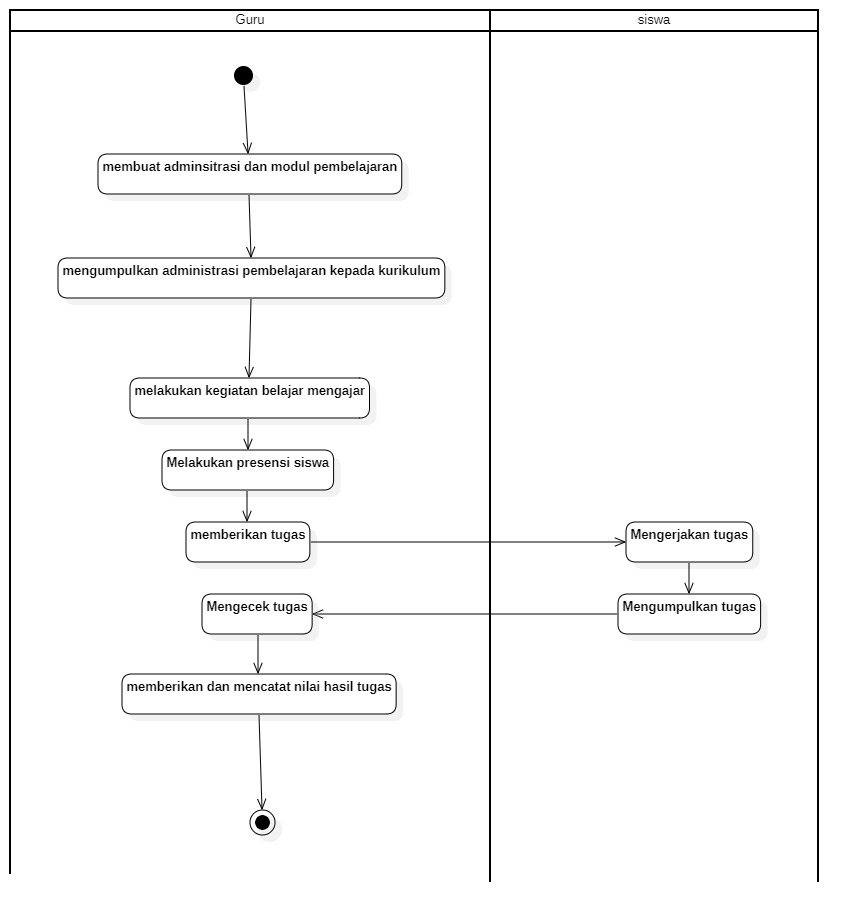 Guru
siswa
membuat adminsitrasi dan modul pembelajaran
mengumpulkan administrasi pembelajaran kepada kurikulum
melakukan kegiatan belajar mengajar
Melakukan presensi siswa
memberikan tugas
Mengerjakan tugas
Mengecek tugas
Mengumpulkan tugas
memberikan dan mencatat nilai hasil tugas